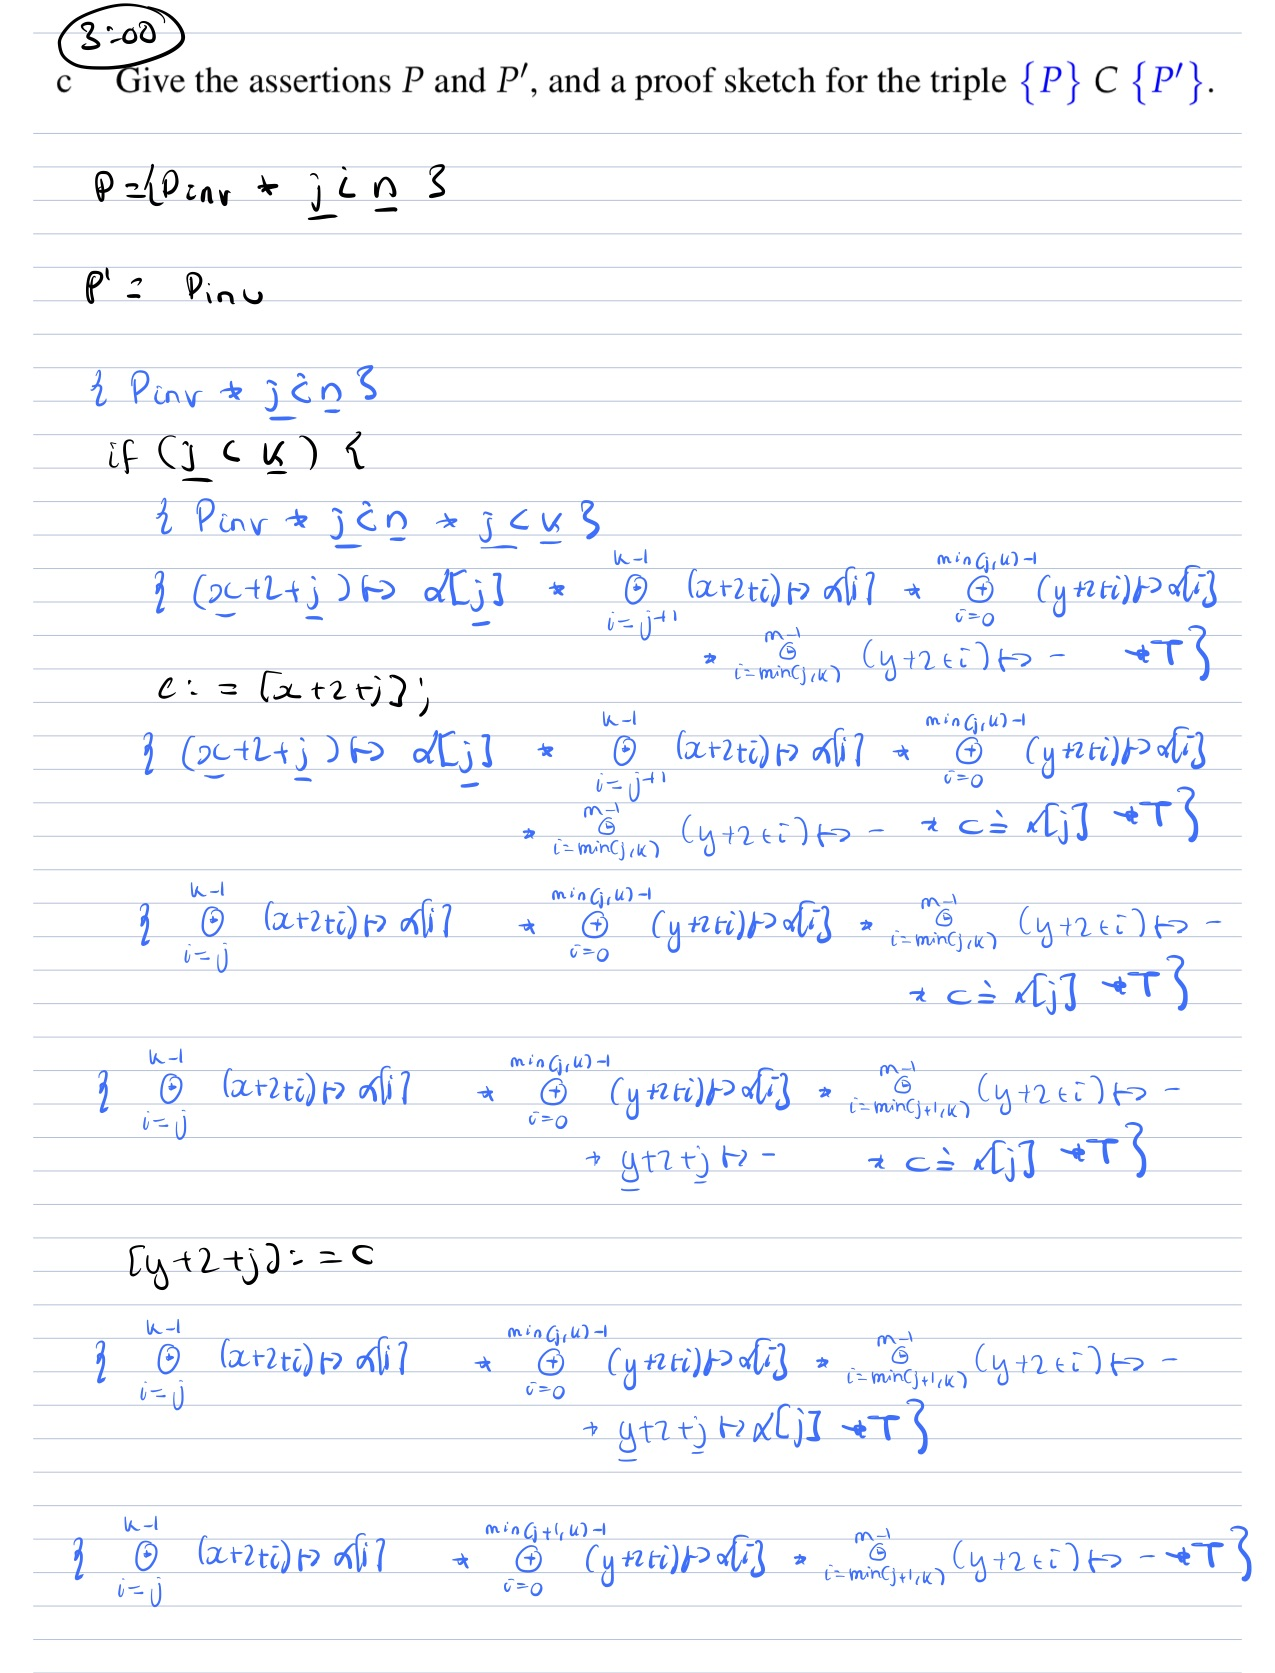 3:00
c Give the assertions P and P′, and a proof sketch for the triple {P} C {P′}.
P = {Pinv * j ⋖ n }
P' = Pinv
{ Pinv * j ⋖ n }
if (j < k) {
{ Pinv * j ⋖ n * j < k }
{ (x+2+j) ↦ α[j] * ⊙_{i=j+1}^{k-1} (x+2+i) ↦ α[i] * ⊕_{i=0}^{min(j,k)-1} (y+2+i) ↦ α[i]
* ⊙_{i=min(j,k)}^{m-1} (y+2+i) ↦ - * T }
c := [x+2+j];
{ (x+2+j) ↦ α[j] * ⊙_{i=j+1}^{k-1} (x+2+i) ↦ α[i] * ⊕_{i=0}^{min(j,k)-1} (y+2+i) ↦ α[i]
* ⊙_{i=min(j,k)}^{m-1} (y+2+i) ↦ - * c ≐ α[j] * T }
{ ⊙_{i=j}^{k-1} (x+2+i) ↦ α[i] * ⊕_{i=0}^{min(j,k)-1} (y+2+i) ↦ α[i] * ⊙_{i=min(j,k)}^{m-1} (y+2+i) ↦ -
* c ≐ α[j] * T }
{ ⊙_{i=j}^{k-1} (x+2+i) ↦ α[i] * ⊕_{i=0}^{min(j,k)-1} (y+2+i) ↦ α[i] * ⊙_{i=min(j+1,k)}^{m-1} (y+2+i) ↦ -
* y+2+j ↦ - * c ≐ α[j] * T }
[y+2+j] := c
{ ⊙_{i=j}^{k-1} (x+2+i) ↦ α[i] * ⊕_{i=0}^{min(j,k)-1} (y+2+i) ↦ α[i] * ⊙_{i=min(j+1,k)}^{m-1} (y+2+i) ↦ -
* y+2+j ↦ α[j] * T }
{ ⊙_{i=j}^{k-1} (x+2+i) ↦ α[i] * ⊕_{i=0}^{min(j+1,k)-1} (y+2+i) ↦ α[i] * ⊙_{i=min(j+1,k)}^{m-1} (y+2+i) ↦ - * T }